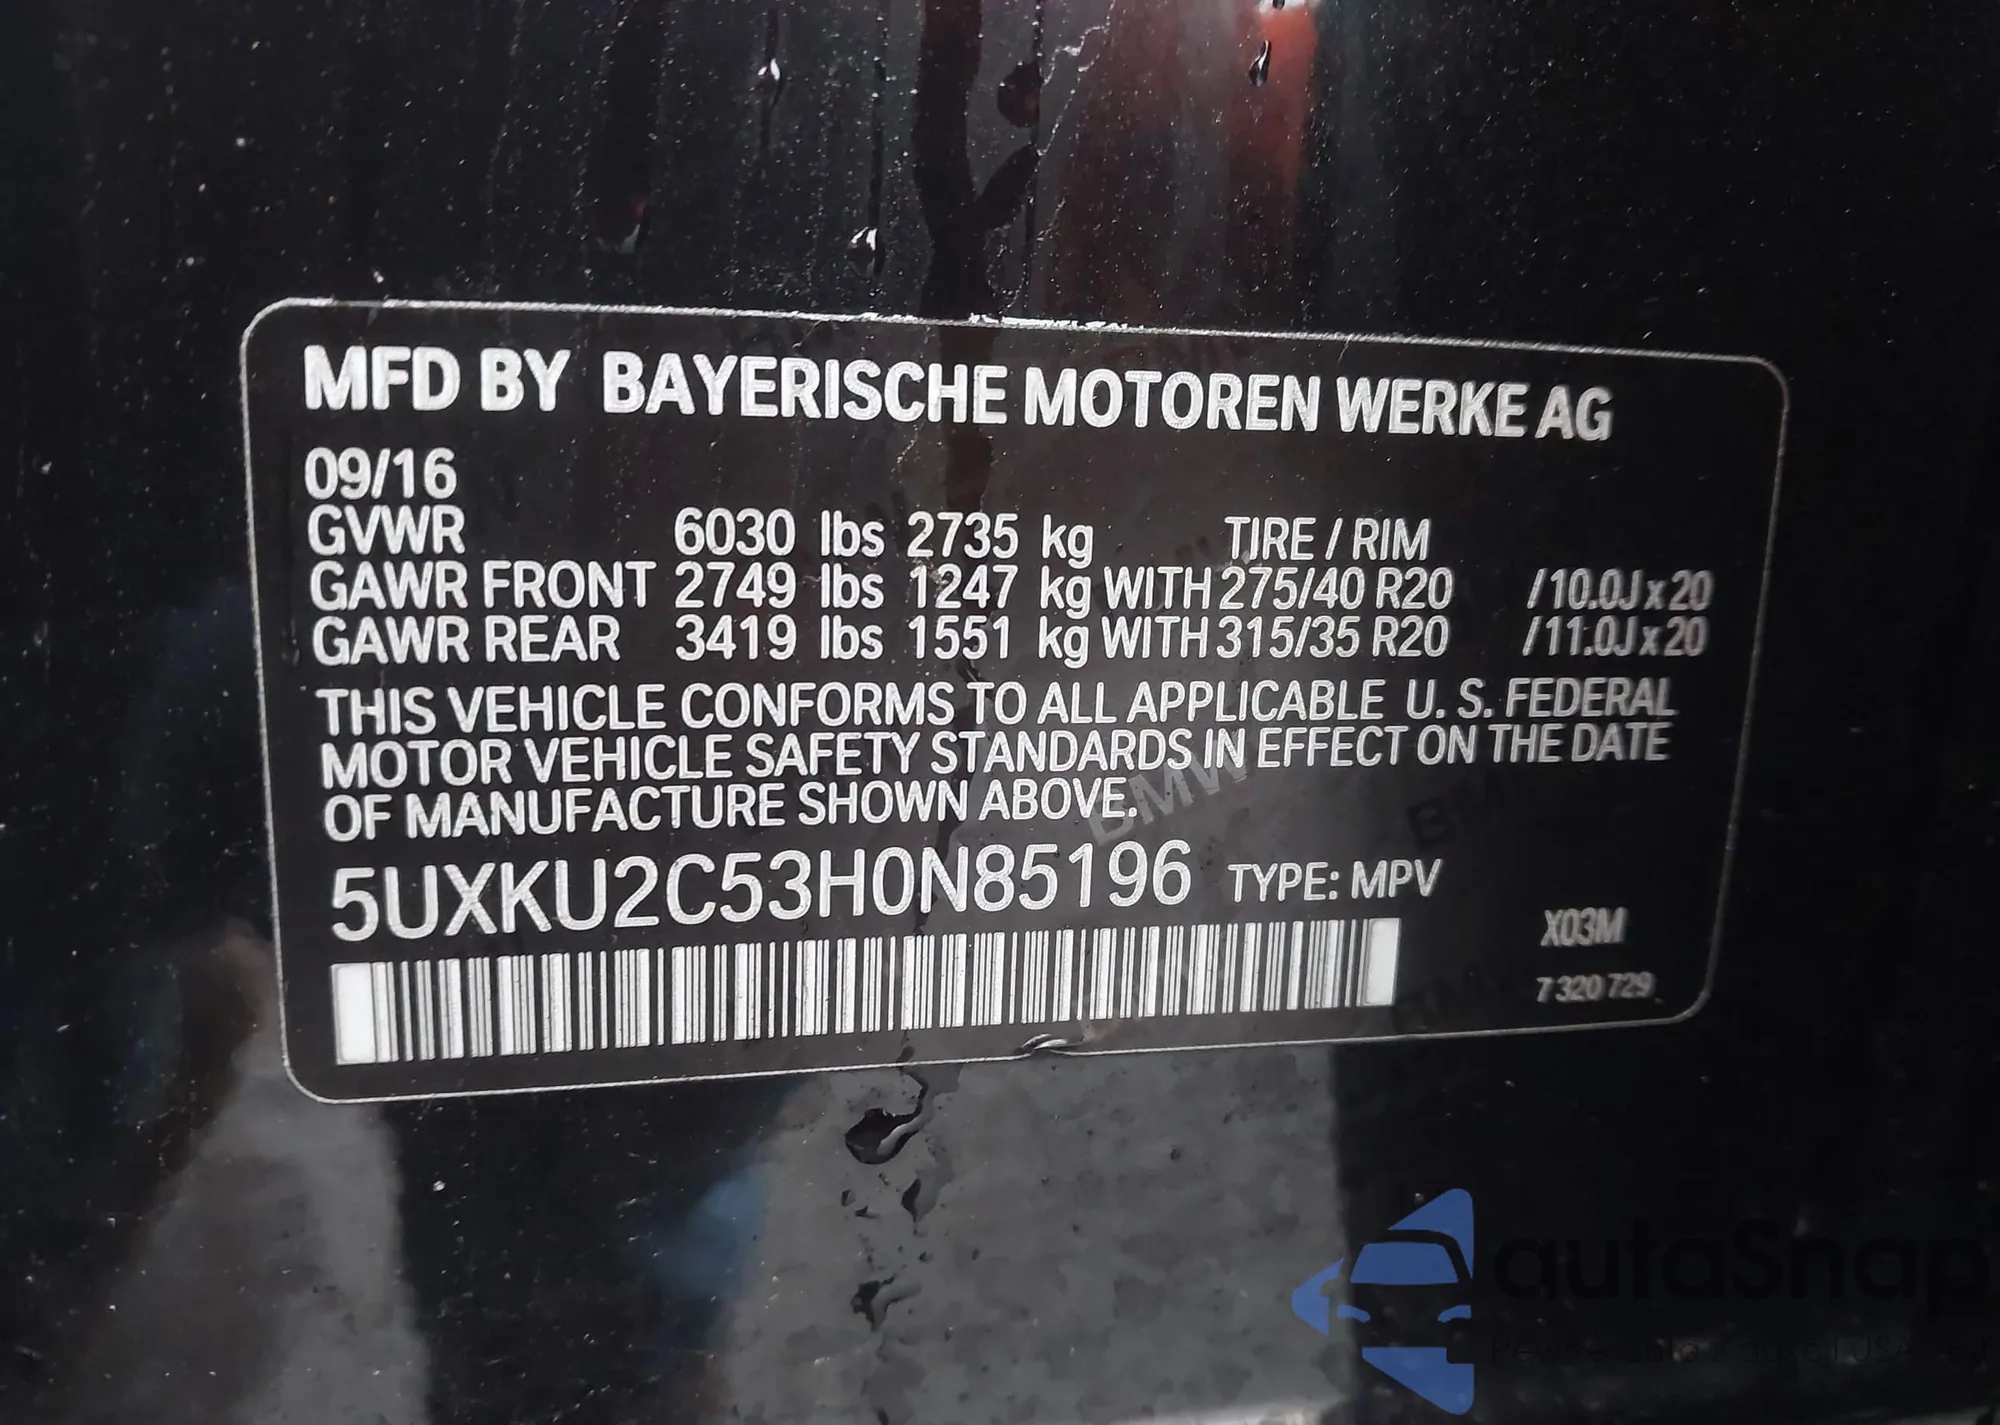 MFD BY BAYERISCHE MOTOREN WERKE AG
09/16
GVWR 6030 lbs 2735 kg TIRE / RIM
GAWR FRONT 2749 lbs 1247 kg WITH 275/40 R20 /10.0J x 20
GAWR REAR 3419 lbs 1551 kg WITH 315/35 R20 /11.0J x 20
THIS VEHICLE CONFORMS TO ALL APPLICABLE U. S. FEDERAL
MOTOR VEHICLE SAFETY STANDARDS IN EFFECT ON THE DATE
OF MANUFACTURE SHOWN ABOVE.
5UXKU2C53H0N85196 TYPE: MPV
X03M
7 320 729
autoSnap